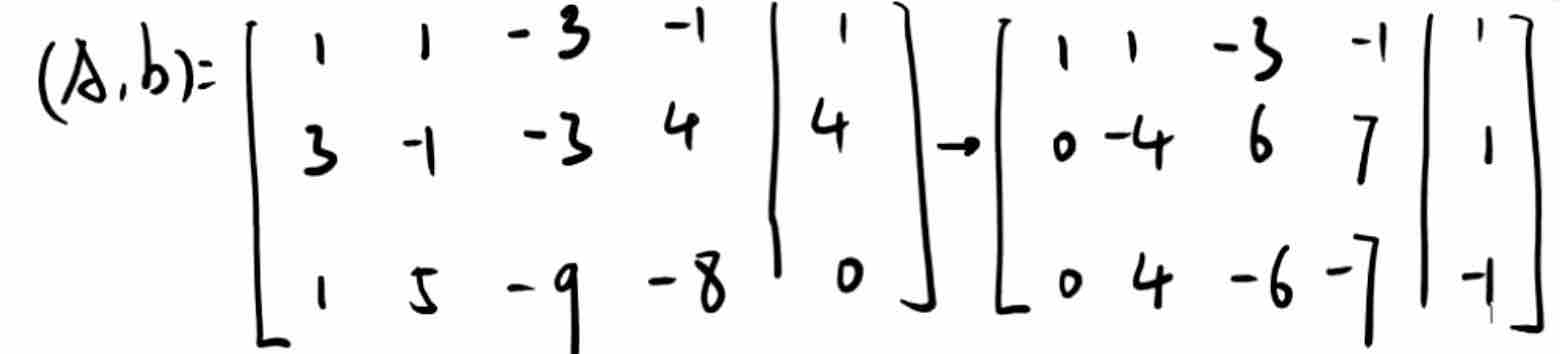 (A,b)= [ 1 1 -3 -1 | 1 ] → [ 1 1 -3 -1 | 1 ]
[ 3 -1 -3 4 | 4 ] [ 0 -4 6 7 | 1 ]
[ 1 5 -9 -8 | 0 ] [ 0 4 -6 -7 | -1 ]